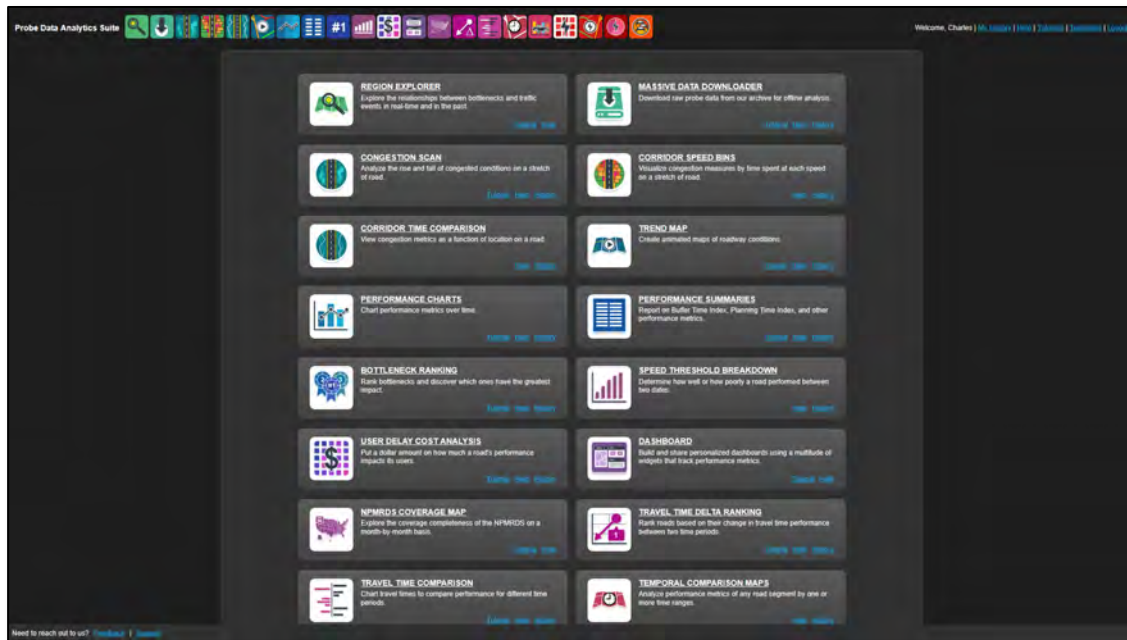 Probe Data Analytics Suite
#1
Welcome, Charles |
REGION EXPLORER
Explore the relationships between bottlenecks and traffic
events in real-time and in the past.
MASSIVE DATA DOWNLOADER
Download raw probe data from our archive for offline analysis.
CONGESTION SCAN
Analyze the rise and fall of congested conditions on a stretch
of road.
CORRIDOR SPEED BINS
Visualize congestion measures by time spent at each speed
on a stretch of road.
CORRIDOR TIME COMPARISON
View congestion metrics as a function of location on a road.
TREND MAP
Create animated maps of roadway conditions.
PERFORMANCE CHARTS
Chart performance metrics over time.
PERFORMANCE SUMMARIES
Report on Buffer Time Index, Planning Time Index, and other
performance metrics.
BOTTLENECK RANKING
Rank bottlenecks and discover which ones have the greatest
impact.
SPEED THRESHOLD BREAKDOWN
Determine how well or how poorly a road performed between
two dates.
USER DELAY COST ANALYSIS
Put a dollar amount on how much a road's performance
impacts its users.
DASHBOARD
Build and share personalized dashboards using a multitude of
widgets that track performance metrics.
NPMRDS COVERAGE MAP
Explore the coverage completeness of the NPMRDS on a
month-by-month basis.
TRAVEL TIME DELTA RANKING
Rank roads based on their change in travel time performance
between two time periods.
TRAVEL TIME COMPARISON
Chart travel times to compare performance for different time
periods.
TEMPORAL COMPARISON MAPS
Analyze performance metrics of any road segment by one or
more time ranges.
Need to reach out to us?